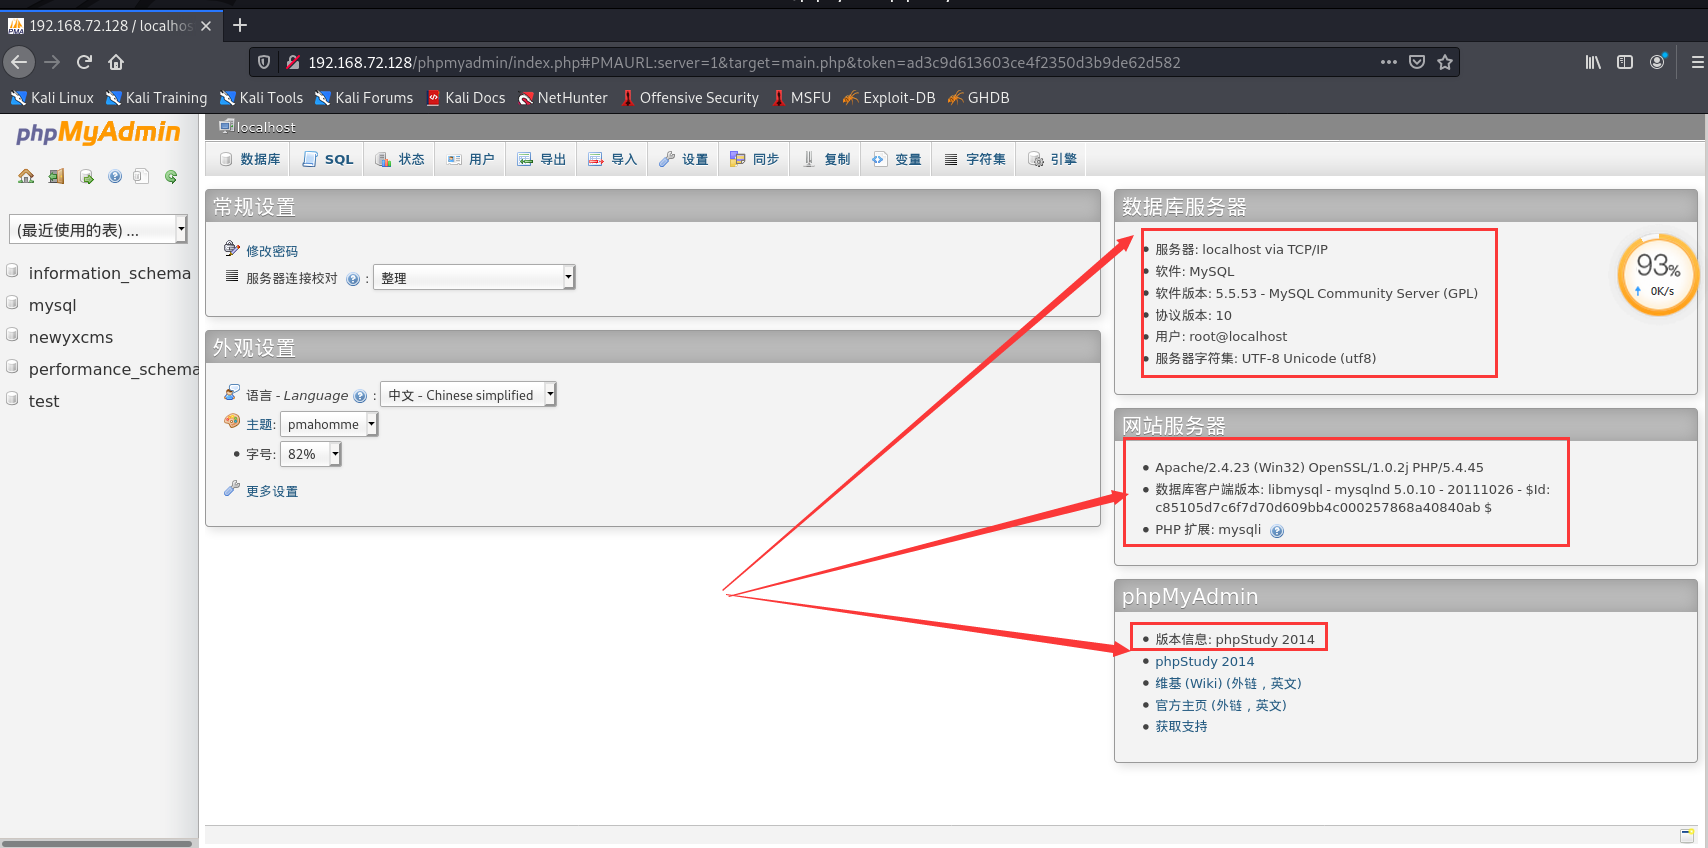 192.168.72.128 / localhos
192.168.72.128/phpmyadmin/index.php#PMAURL:server=1&target=main.php&token=ad3c9d613603ce4f2350d3b9de62d582
Kali Linux
Kali Training
Kali Tools
Kali Forums
Kali Docs
NetHunter
Offensive Security
MSFU
Exploit-DB
GHDB
phpMyAdmin
(最近使用的表) ...
information_schema
mysql
newyxcms
performance_schema
test
localhost
数据库
SQL
状态
用户
导出
导入
设置
同步
复制
变量
字符集
引擎
常规设置
修改密码
服务器连接校对 : 整理
外观设置
语言 - Language : 中文 - Chinese simplified
主题: pmahomme
• 字号: 82%
更多设置
数据库服务器
• 服务器: localhost via TCP/IP
• 软件: MySQL
• 软件版本: 5.5.53 - MySQL Community Server (GPL)
• 协议版本: 10
• 用户: root@localhost
• 服务器字符集: UTF-8 Unicode (utf8)
93%
0K/s
网站服务器
• Apache/2.4.23 (Win32) OpenSSL/1.0.2j PHP/5.4.45
• 数据库客户端版本: libmysql - mysqlnd 5.0.10 - 20111026 - $Id:
c85105d7c6f7d70d609bb4c000257868a40840ab $
• PHP 扩展: mysqli
phpMyAdmin
• 版本信息: phpStudy 2014
• phpStudy 2014
• 维基 (Wiki) (外链，英文)
• 官方主页 (外链，英文)
• 获取支持